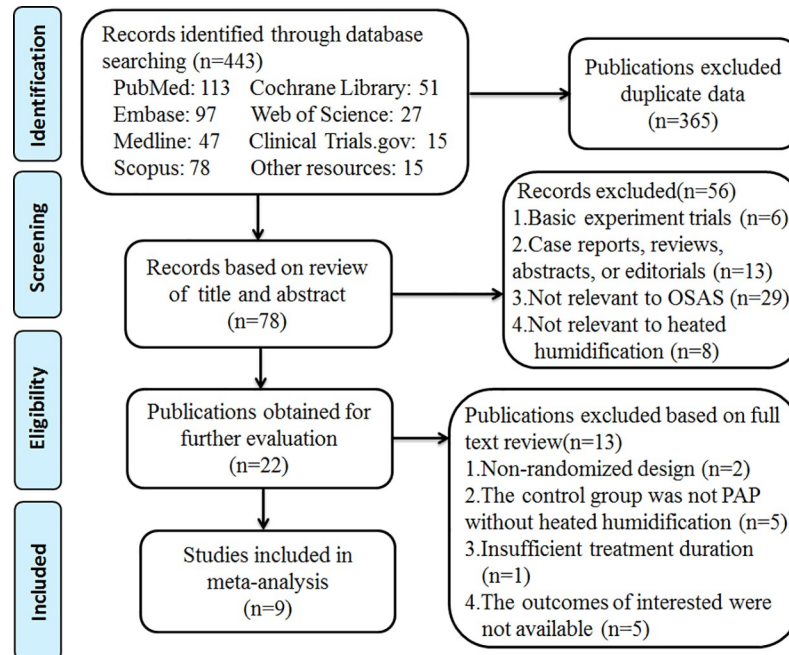 Identification
Records identified through database
searching (n=443)
PubMed: 113 Cochrane Library: 51
Embase: 97 Web of Science: 27
Medline: 47 Clinical Trials.gov: 15
Scopus: 78 Other resources: 15
Publications excluded
duplicate data
(n=365)
Screening
Records based on review
of title and abstract
(n=78)
Records excluded(n=56)
1.Basic experiment trials (n=6)
2.Case reports, reviews,
abstracts, or editorials (n=13)
3.Not relevant to OSAS (n=29)
4.Not relevant to heated
humidification (n=8)
Eligibility
Publications obtained for
further evaluation
(n=22)
Publications excluded based on full
text review(n=13)
1.Non-randomized design (n=2)
2.The control group was not PAP
without heated humidification (n=5)
3.Insufficient treatment duration
(n=1)
4.The outcomes of interested were
not available (n=5)
Included
Studies included in
meta-analysis
(n=9)